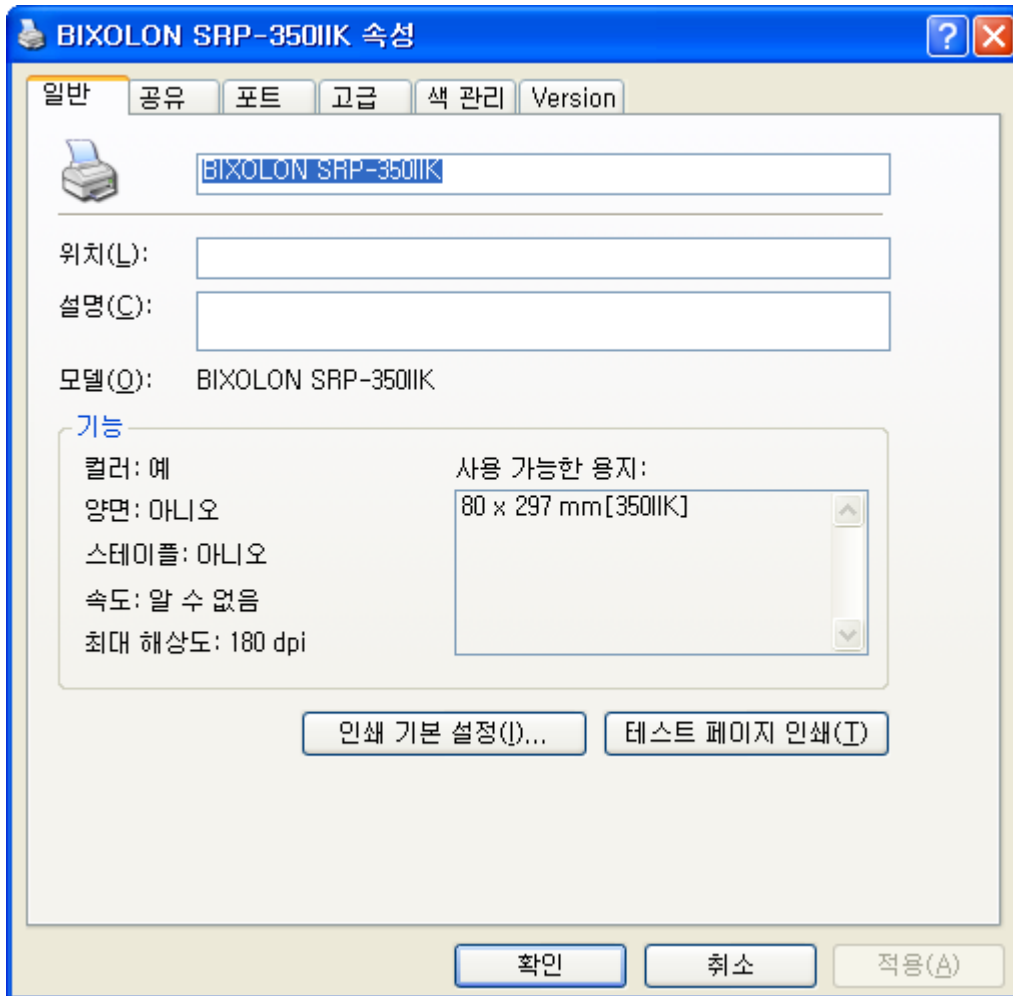 BIXOLON SRP-350IIK 속성
일반 공유 포트 고급 색 관리 Version
BIXOLON SRP-350IIK
위치(L):
설명(C):
모델(O): BIXOLON SRP-350IIK
기능
컬러: 예 사용 가능한 용지:
양면: 아니오 80 x 297 mm[350IIK]
스테이플: 아니오
속도: 알 수 없음
최대 해상도: 180 dpi
인쇄 기본 설정(I)... 테스트 페이지 인쇄(T)
확인 취소 적용(A)